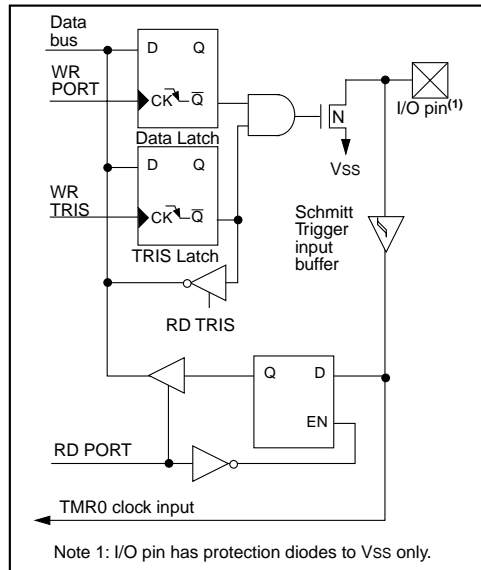 Data
bus
D Q
WR
PORT
CK Q
I/O pin(1)
N
Data Latch
VSS
D Q
WR
TRIS
CK Q
Schmitt
Trigger
input
buffer
TRIS Latch
RD TRIS
Q D
EN
RD PORT
TMR0 clock input
Note 1: I/O pin has protection diodes to VSS only.